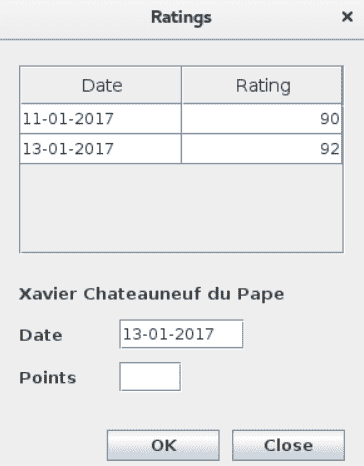 Ratings ×
Date Rating
11-01-2017 90
13-01-2017 92
Xavier Chateauneuf du Pape
Date 13-01-2017
Points
OK Close